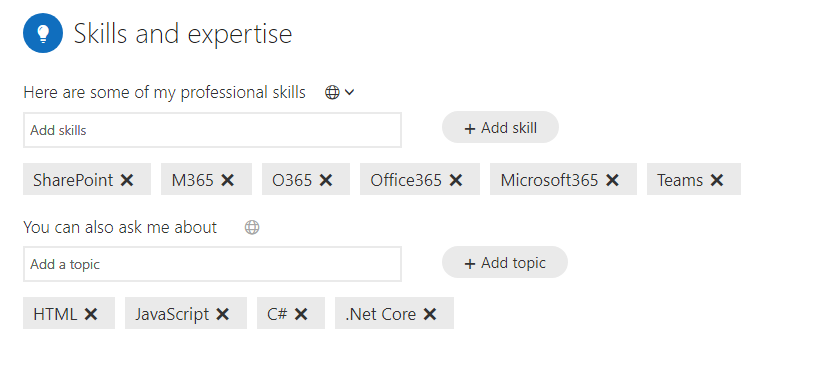 Skills and expertise
Here are some of my professional skills
Add skills + Add skill
SharePoint ✕ M365 ✕ O365 ✕ Office365 ✕ Microsoft365 ✕ Teams ✕
You can also ask me about
Add a topic + Add topic
HTML ✕ JavaScript ✕ C# ✕ .Net Core ✕